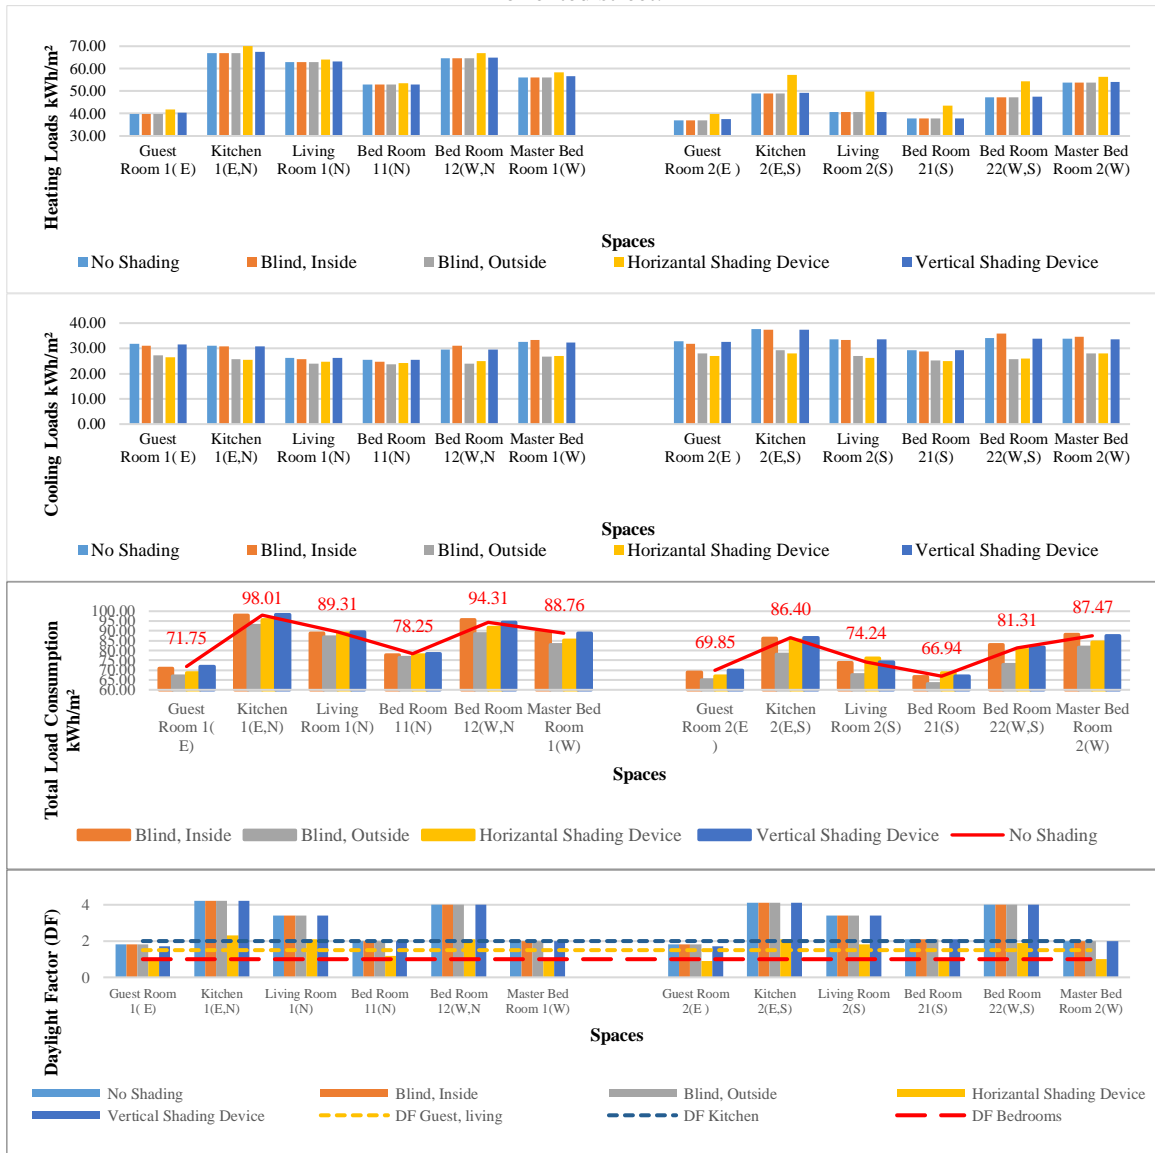 Heating Loads kWh/m²
70.00
60.00
50.00
40.00
30.00
Guest Kitchen Living Bed Room Bed Room Master Bed Guest Kitchen Living Bed Room Bed Room Master Bed
Room 1( E) 1(E,N) Room 1(N) 11(N) 12(W,N Room 1(W) Room 2(E ) 2(E,S) Room 2(S) 21(S) 22(W,S) Room 2(W)
Spaces
No Shading Blind, Inside Blind, Outside Horizantal Shading Device Vertical Shading Device
Cooling Loads kWh/m²
40.00
30.00
20.00
10.00
0.00
Guest Kitchen Living Bed Room Bed Room Master Bed Guest Kitchen Living Bed Room Bed Room Master Bed
Room 1( E) 1(E,N) Room 1(N) 11(N) 12(W,N Room 1(W) Room 2(E ) 2(E,S) Room 2(S) 21(S) 22(W,S) Room 2(W)
Spaces
No Shading Blind, Inside Blind, Outside Horizantal Shading Device Vertical Shading Device
Total Load Consumption
kWh/m²
100.00
95.00
90.00
85.00
80.00
75.00
70.00
65.00
60.00
71.75 98.01 89.31 78.25 94.31 88.76 69.85 86.40 74.24 66.94 81.31 87.47
Guest Kitchen Living Bed Room Bed Room Master Bed Guest Kitchen Living Bed Room Bed Room Master Bed
Room 1( 1(E,N) Room 1(N) 11(N) 12(W,N Room Room 2(E 2(E,S) Room 2(S) 21(S) 22(W,S) Room
E) 1(W) ) 2(W)
Spaces
Blind, Inside Blind, Outside Horizantal Shading Device Vertical Shading Device No Shading
Daylight Factor (DF)
4
2
0
Guest Room Kitchen Living Room Bed Room Bed Room Master Bed Guest Room Kitchen Living Room Bed Room Bed Room Master Bed
1( E) 1(E,N) 1(N) 11(N) 12(W,N Room 1(W) 2(E ) 2(E,S) 2(S) 21(S) 22(W,S) Room 2(W)
Spaces
No Shading Blind, Inside Blind, Outside Horizantal Shading Device
Vertical Shading Device DF Guest, living DF Kitchen DF Bedrooms